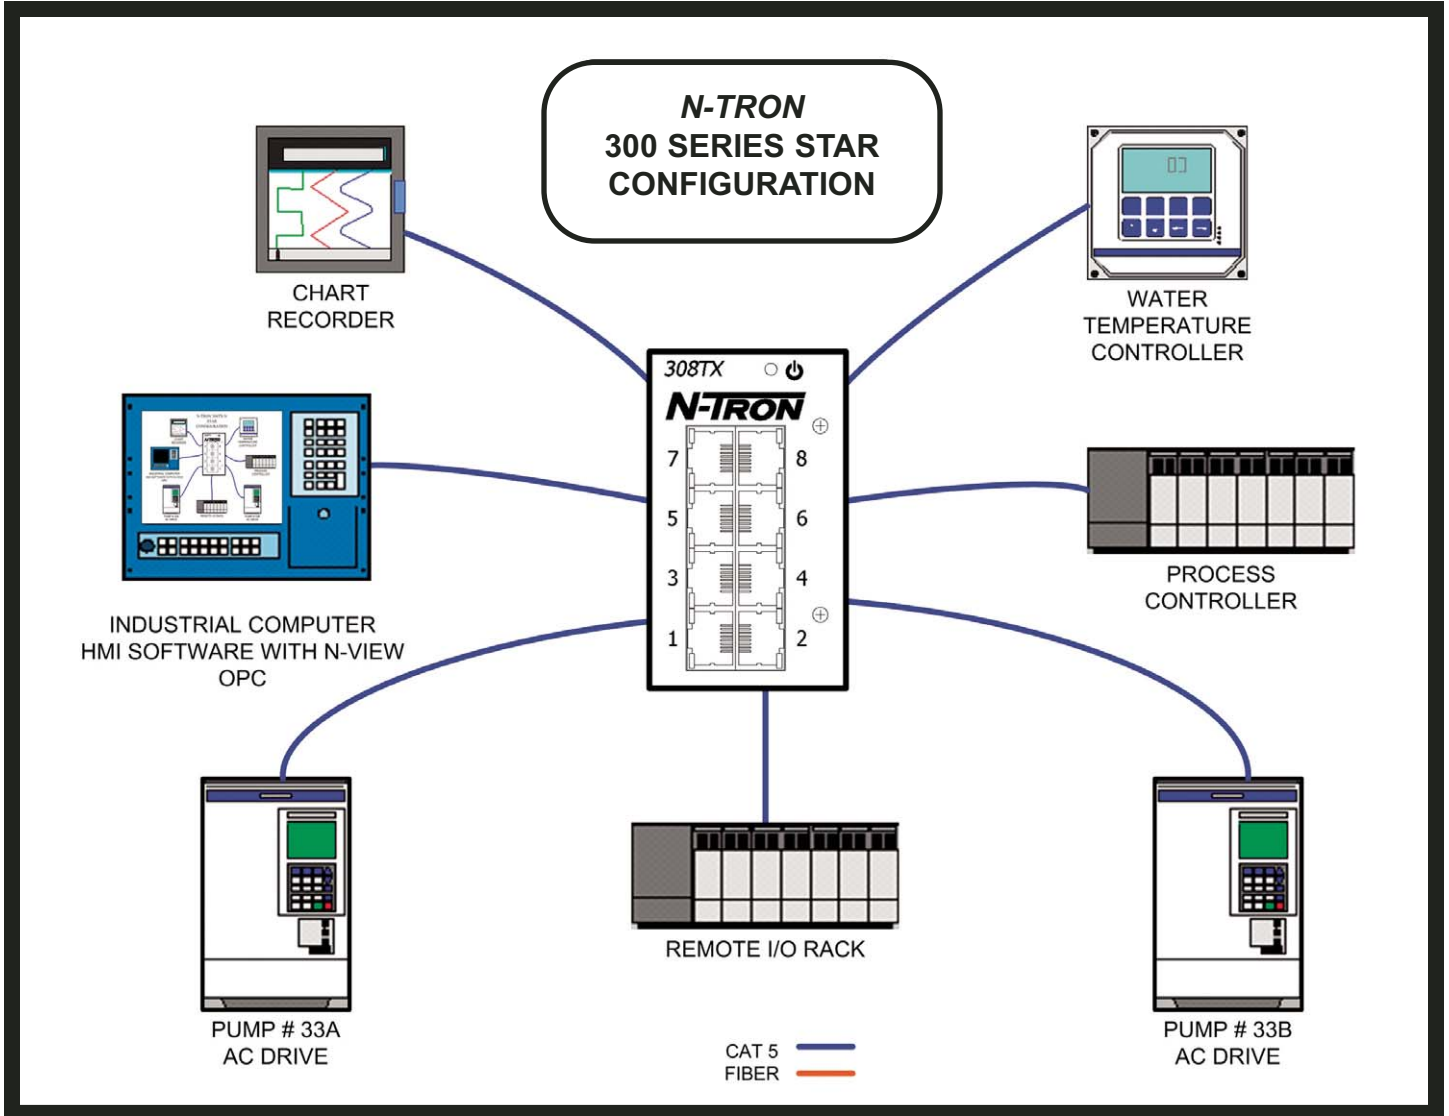 N-TRON
300 SERIES STAR
CONFIGURATION
CHART
RECORDER
WATER
TEMPERATURE
CONTROLLER
308TX
N-TRON
7
8
5
6
3
4
1
2
INDUSTRIAL COMPUTER
HMI SOFTWARE WITH N-VIEW
OPC
PROCESS
CONTROLLER
REMOTE I/O RACK
PUMP # 33A
AC DRIVE
PUMP # 33B
AC DRIVE
CAT 5
FIBER